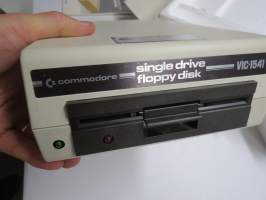 commodore
single drive
floppy disk
VIC-1541